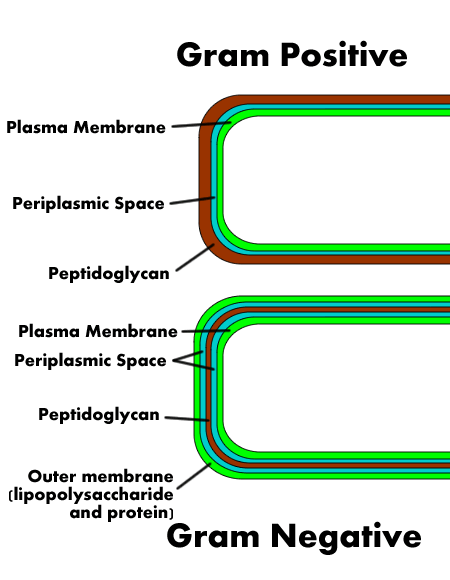 Gram Positive
Plasma Membrane
Periplasmic Space
Peptidoglycan
Plasma Membrane
Periplasmic Space
Peptidoglycan
Outer membrane
(lipopolysaccharide
and protein)
Gram Negative